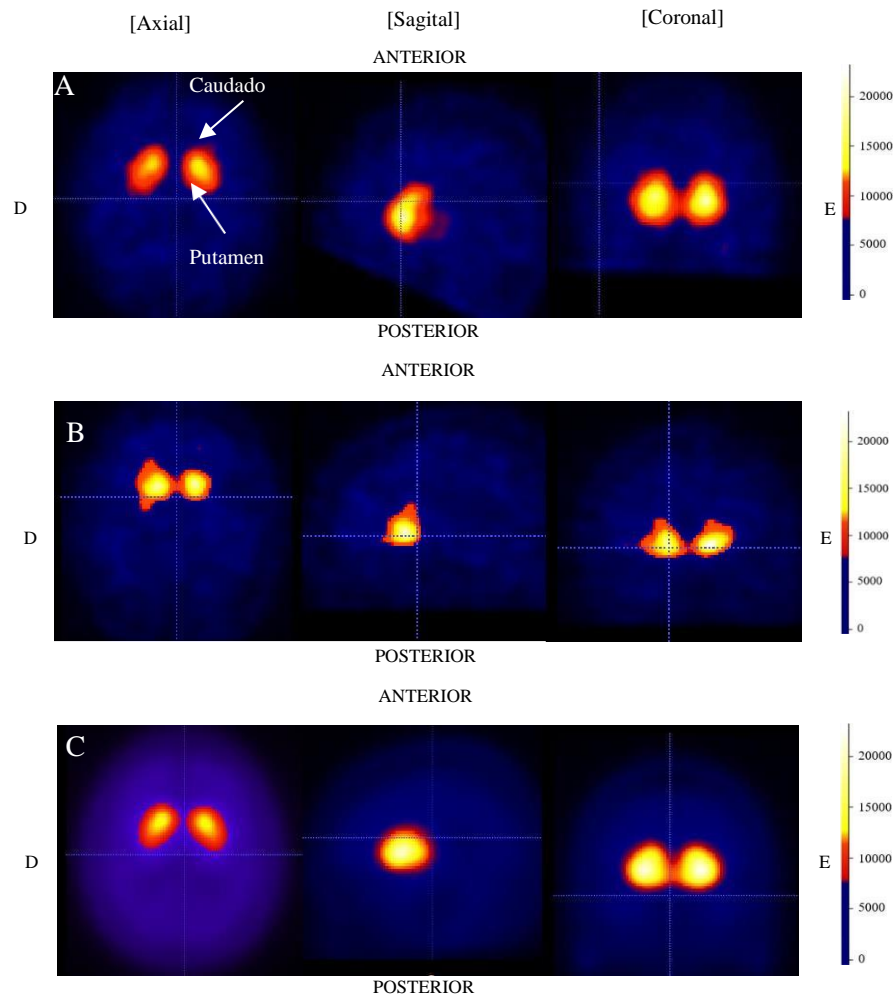 [Axial] [Sagital] [Coronal]
ANTERIOR
A
Caudado
20000
15000
D
10000
E
Putamen
5000
0
POSTERIOR
ANTERIOR
B
20000
15000
D
10000
E
5000
0
POSTERIOR
ANTERIOR
C
20000
15000
D
10000
E
5000
0
POSTERIOR